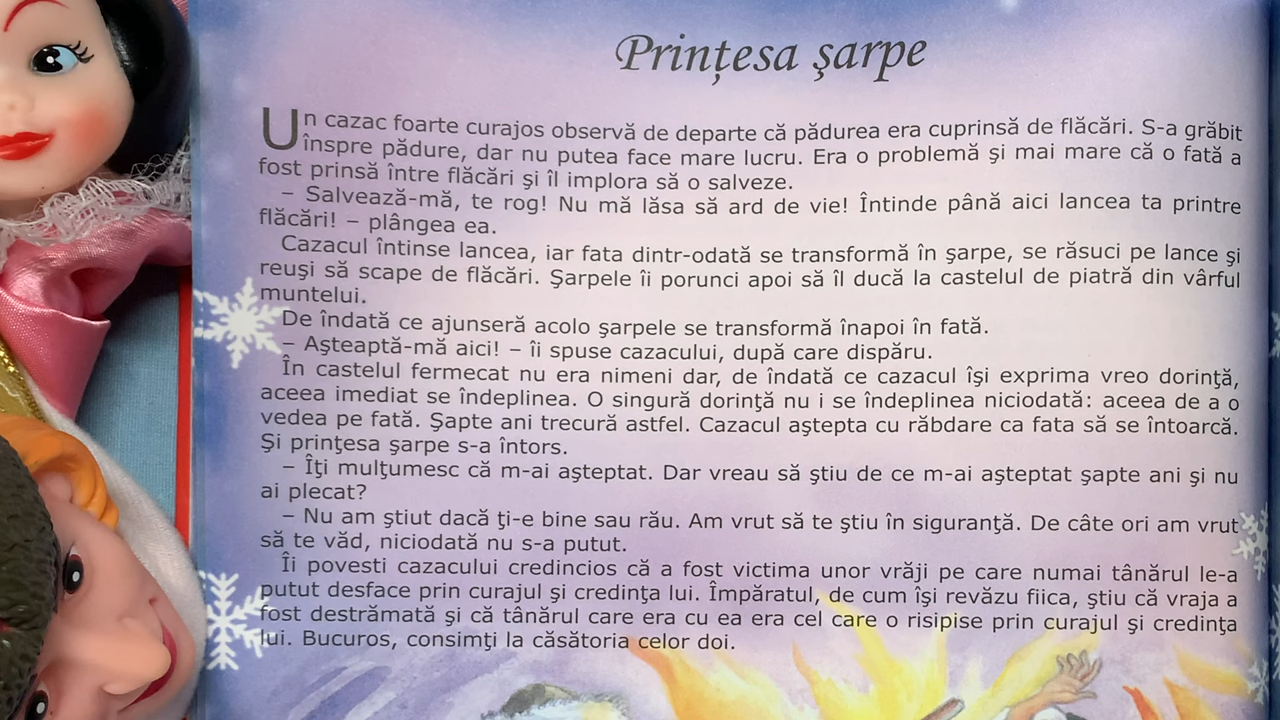 Prinţesa şarpe
Un cazac foarte curajos observă de departe că pădurea era cuprinsă de flăcări. S-a grăbit
înspre pădure, dar nu putea face mare lucru. Era o problemă şi mai mare că o fată a
fost prinsă între flăcări şi îl implora să o salveze.
– Salvează-mă, te rog! Nu mă lăsa să ard de vie! Întinde până aici lancea ta printre
flăcări! – plângea ea.
Cazacul întinse lancea, iar fata dintr-odată se transformă în şarpe, se răsuci pe lance şi
reuşi să scape de flăcări. Şarpele îi porunci apoi să îl ducă la castelul de piatră din vârful
muntelui.
De îndată ce ajunseră acolo şarpele se transformă înapoi în fată.
– Aşteaptă-mă aici! – îi spuse cazacului, după care dispăru.
În castelul fermecat nu era nimeni dar, de îndată ce cazacul îşi exprima vreo dorinţă,
aceea imediat se îndeplinea. O singură dorinţă nu i se îndeplinea niciodată: aceea de a o
vedea pe fată. Şapte ani trecură astfel. Cazacul aştepta cu răbdare ca fata să se întoarcă.
Şi prinţesa şarpe s-a întors.
– Îţi mulţumesc că m-ai aşteptat. Dar vreau să ştiu de ce m-ai aşteptat şapte ani şi nu
ai plecat?
– Nu am ştiut dacă ţi-e bine sau rău. Am vrut să te ştiu în siguranţă. De câte ori am vrut
să te văd, niciodată nu s-a putut.
Îi povesti cazacului credincios că a fost victima unor vrăji pe care numai tânărul le-a
putut desface prin curajul şi credinţa lui. Împăratul, de cum îşi revăzu fiica, ştiu că vraja a
fost destrămată şi că tânărul care era cu ea era cel care o risipise prin curajul şi credinţa
lui. Bucuros, consimţi la căsătoria celor doi.